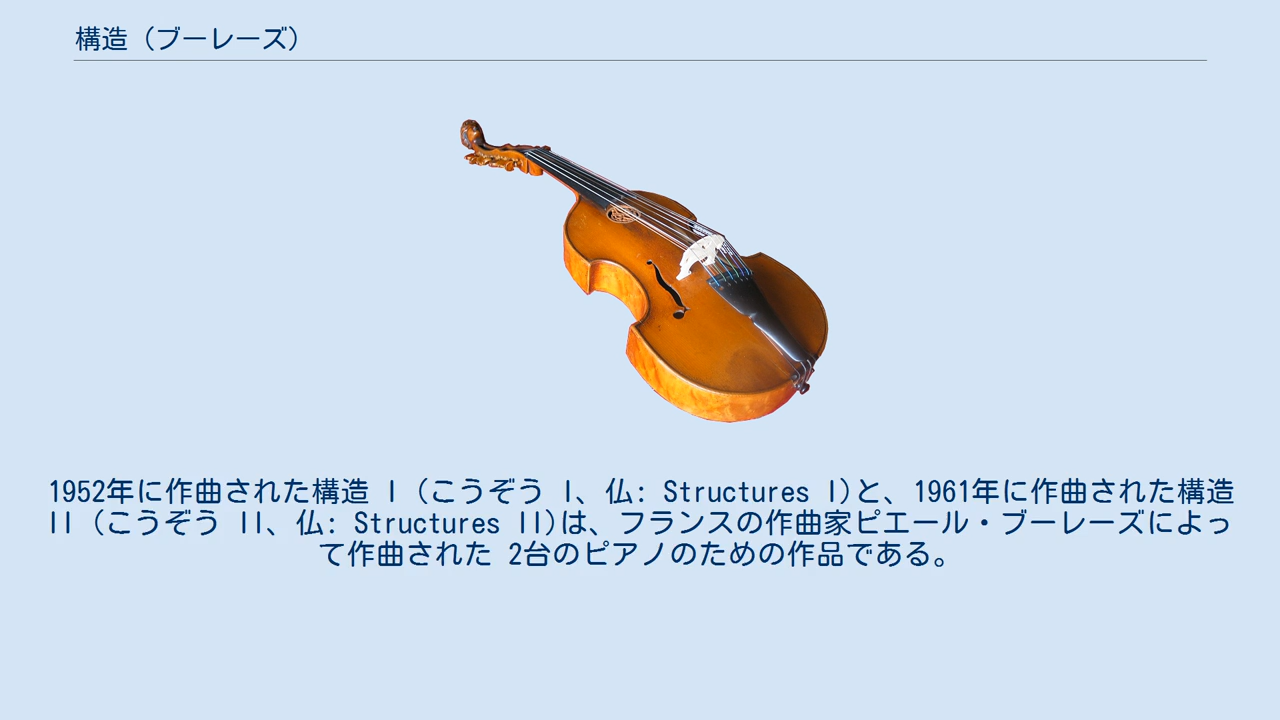 構造（ブーレーズ）
1952年に作曲された構造 I (こうぞう I、仏: Structures I)と、1961年に作曲された構造
II (こうぞう II、仏: Structures II)は、フランスの作曲家ピエール・ブーレーズによっ
て作曲された 2台のピアノのための作品である。